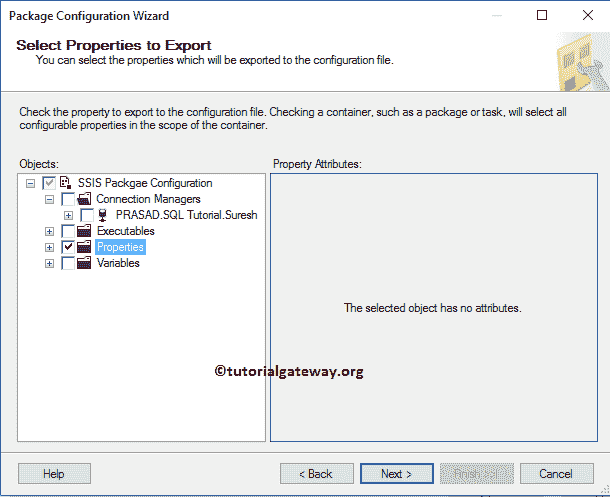 Package Configuration Wizard
Select Properties to Export
You can select the properties which will be exported to the configuration file.
Check the property to export to the configuration file. Checking a container, such as a package or task, will select all
configurable properties in the scope of the container.
Objects:
Property Attributes:
SSIS Packgae Configuration
Connection Managers
PRASAD.SQL Tutorial.Suresh
Executables
Properties
Variables
The selected object has no attributes.
©tutorialgateway.org
Help
< Back
Next >
Finish >>|
Cancel